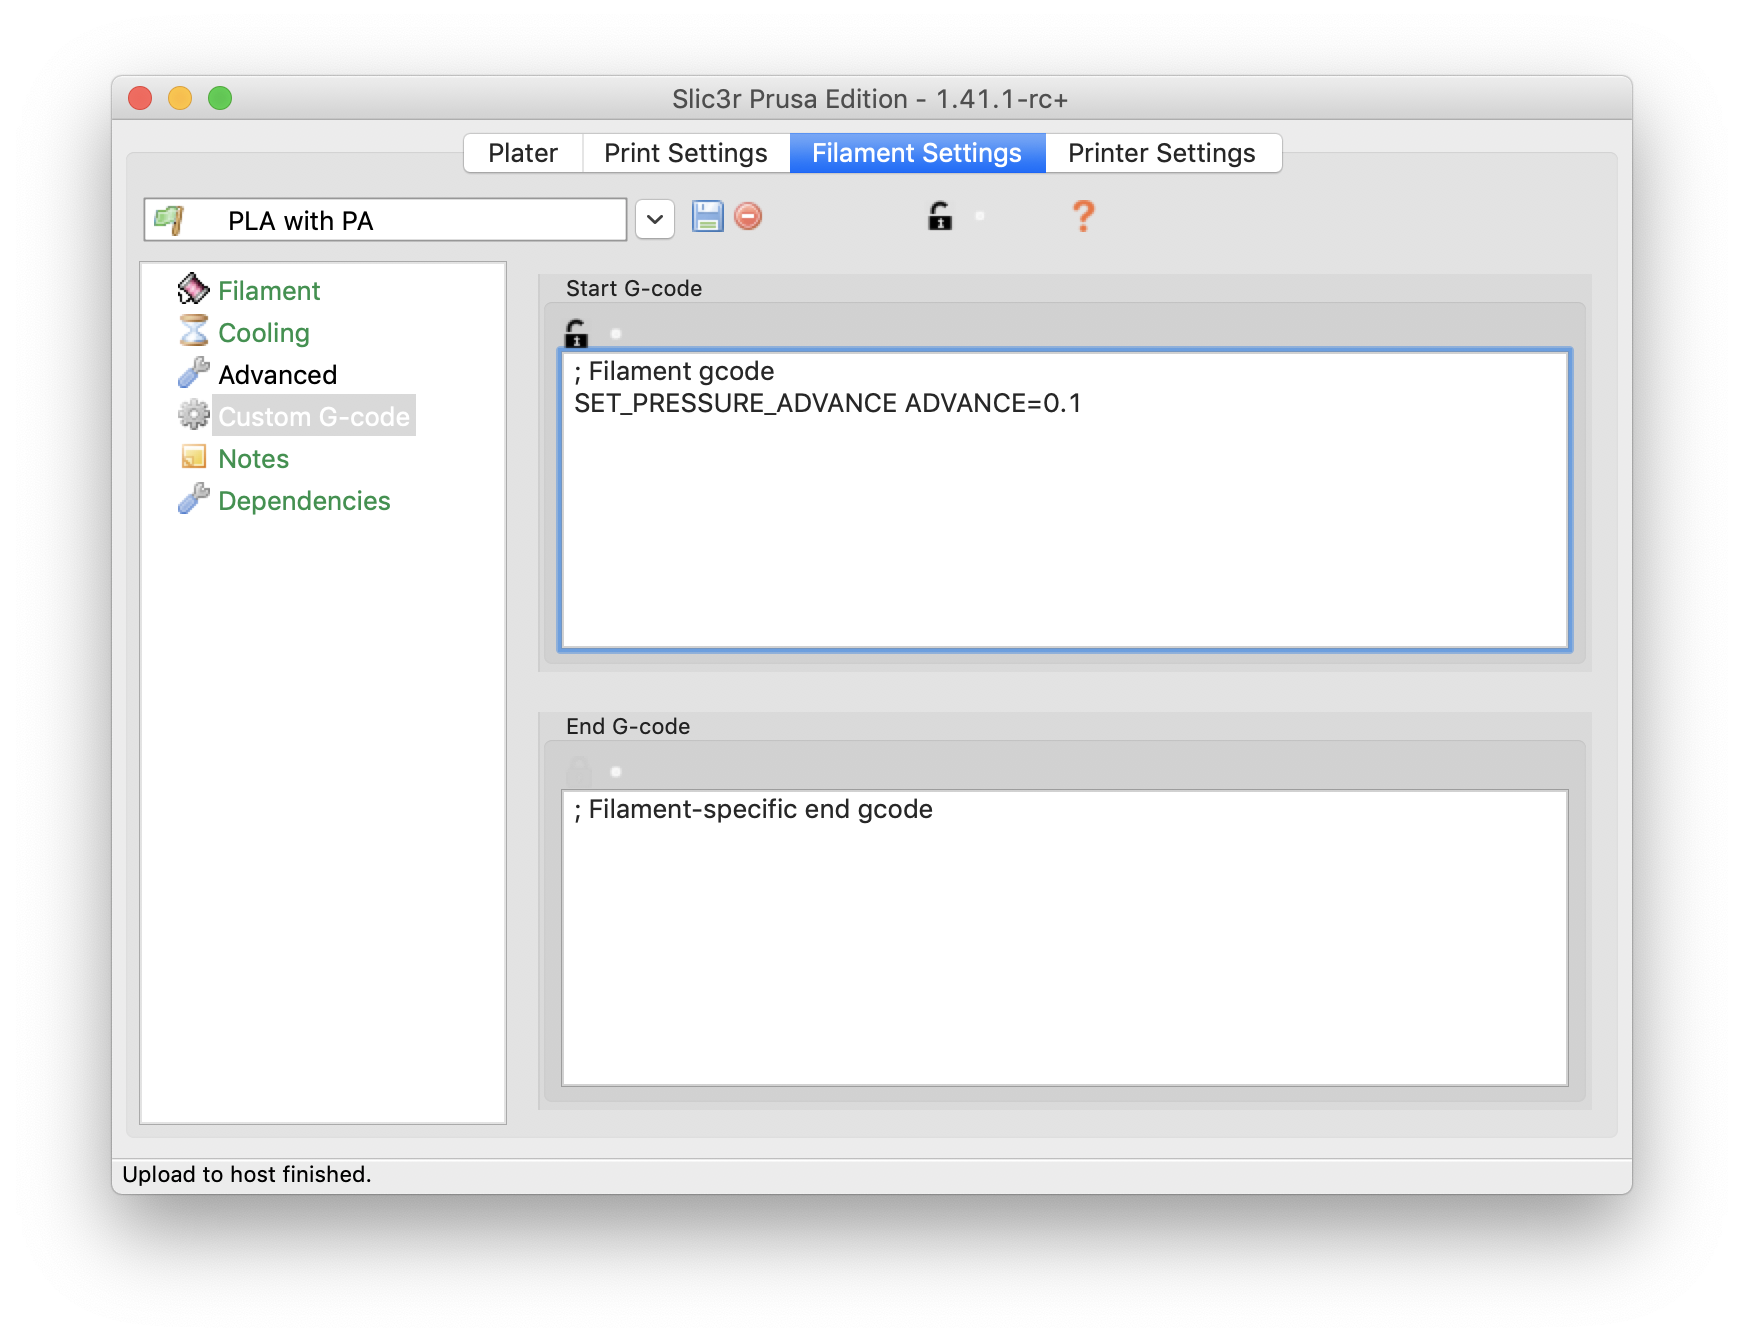 Slic3r Prusa Edition - 1.41.1-rc+
Plater
Print Settings
Filament Settings
Printer Settings
PLA with PA
?
Filament
Cooling
Advanced
Custom G-code
Notes
Dependencies
Start G-code
; Filament gcode
SET_PRESSURE_ADVANCE ADVANCE=0.1
End G-code
; Filament-specific end gcode
Upload to host finished.